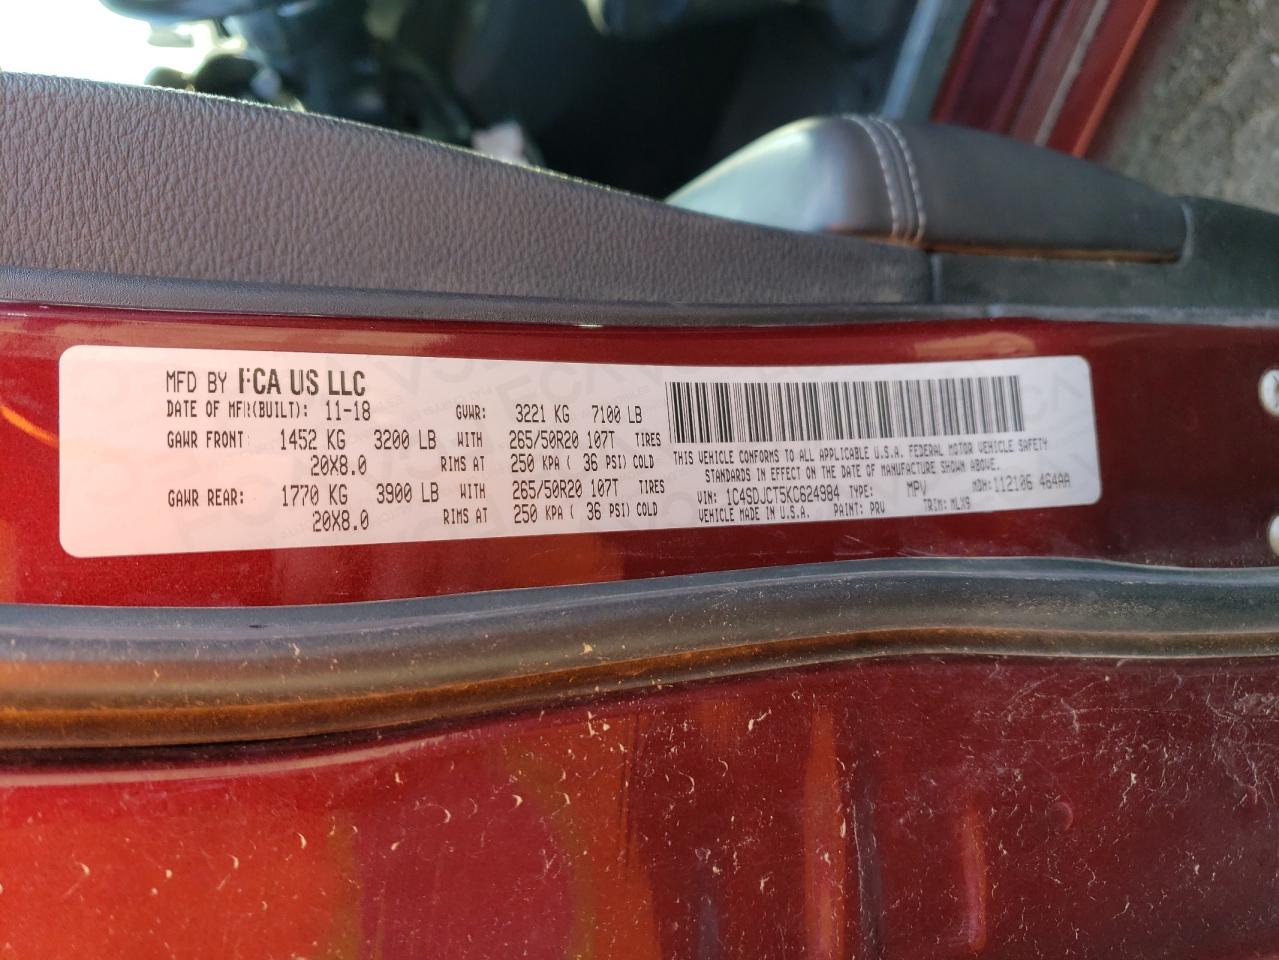 MFD BY FCA US LLC
DATE OF MFR(BUILT): 11-18 GVWR: 3221 KG 7100 LB
GAWR FRONT: 1452 KG 3200 LB WITH 265/50R20 107T TIRES
20X8.0 RIMS AT 250 KPA ( 36 PSI) COLD
GAWR REAR: 1770 KG 3900 LB WITH 265/50R20 107T TIRES
20X8.0 RIMS AT 250 KPA ( 36 PSI) COLD
THIS VEHICLE CONFORMS TO ALL APPLICABLE U.S.A. FEDERAL MOTOR VEHICLE SAFETY
STANDARDS IN EFFECT ON THE DATE OF MANUFACTURE SHOWN ABOVE.
VIN: 1C4SDJCT5KC624984 TYPE: MPV MDH: 112106 464AA
VEHICLE MADE IN U.S.A. PAINT: PRV TRIM: MLX9